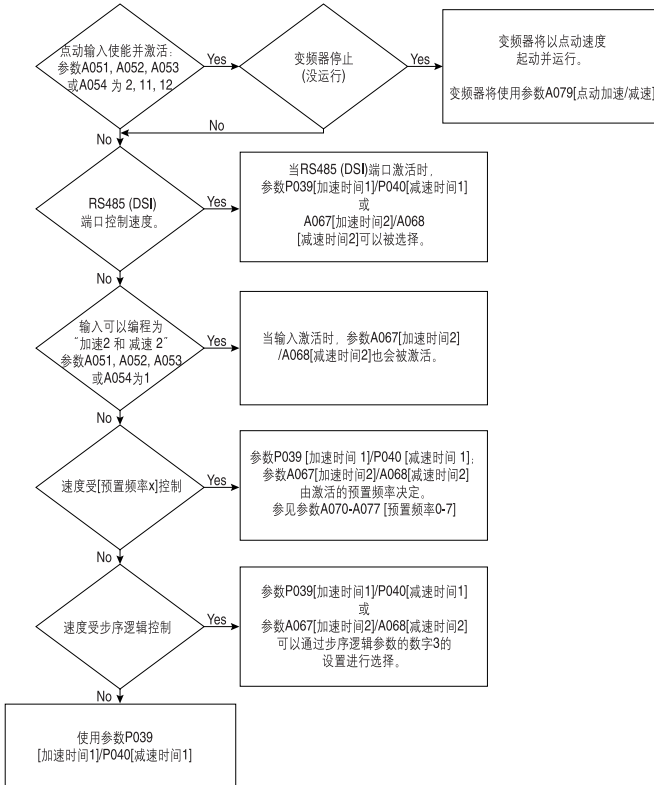 点动输入使能并激活:
参数A051, A052, A053
或A054 为 2, 11, 12
Yes
变频器停止
(没运行)
Yes
变频器将以点动速度
起动并运行。
变频器将使用参数A079[点动加速/减速]
No
No
RS485 (DSI)
端口控制速度。
Yes
当RS485 (DSI)端口激活时，
参数P039[加速时间1]/P040[减速时间1]
或
A067[加速时间2]/A068
[减速时间2]可以被选择。
No
输入可以编程为
“加速2 和 减速 2”
参数A051, A052, A053
或A054为1
Yes
当输入激活时，参数A067[加速时间2]
/A068[减速时间2]也会被激活。
No
速度受[预置频率x]控制
Yes
参数P039 [加速时间 1]/P040 [减速时间 1];
参数A067[加速时间2]/A068[减速时间2]
由激活的预置频率决定。
参见参数A070-A077 [预置频率0-7]
No
速度受步序逻辑控制
Yes
参数P039[加速时间1]/P040[减速时间1]
或
参数A067[加速时间2]/A068[减速时间2]
可以通过步序逻辑参数的数字3的
设置进行选择。
No
使用参数P039
[加速时间1]/P040[减速时间1]